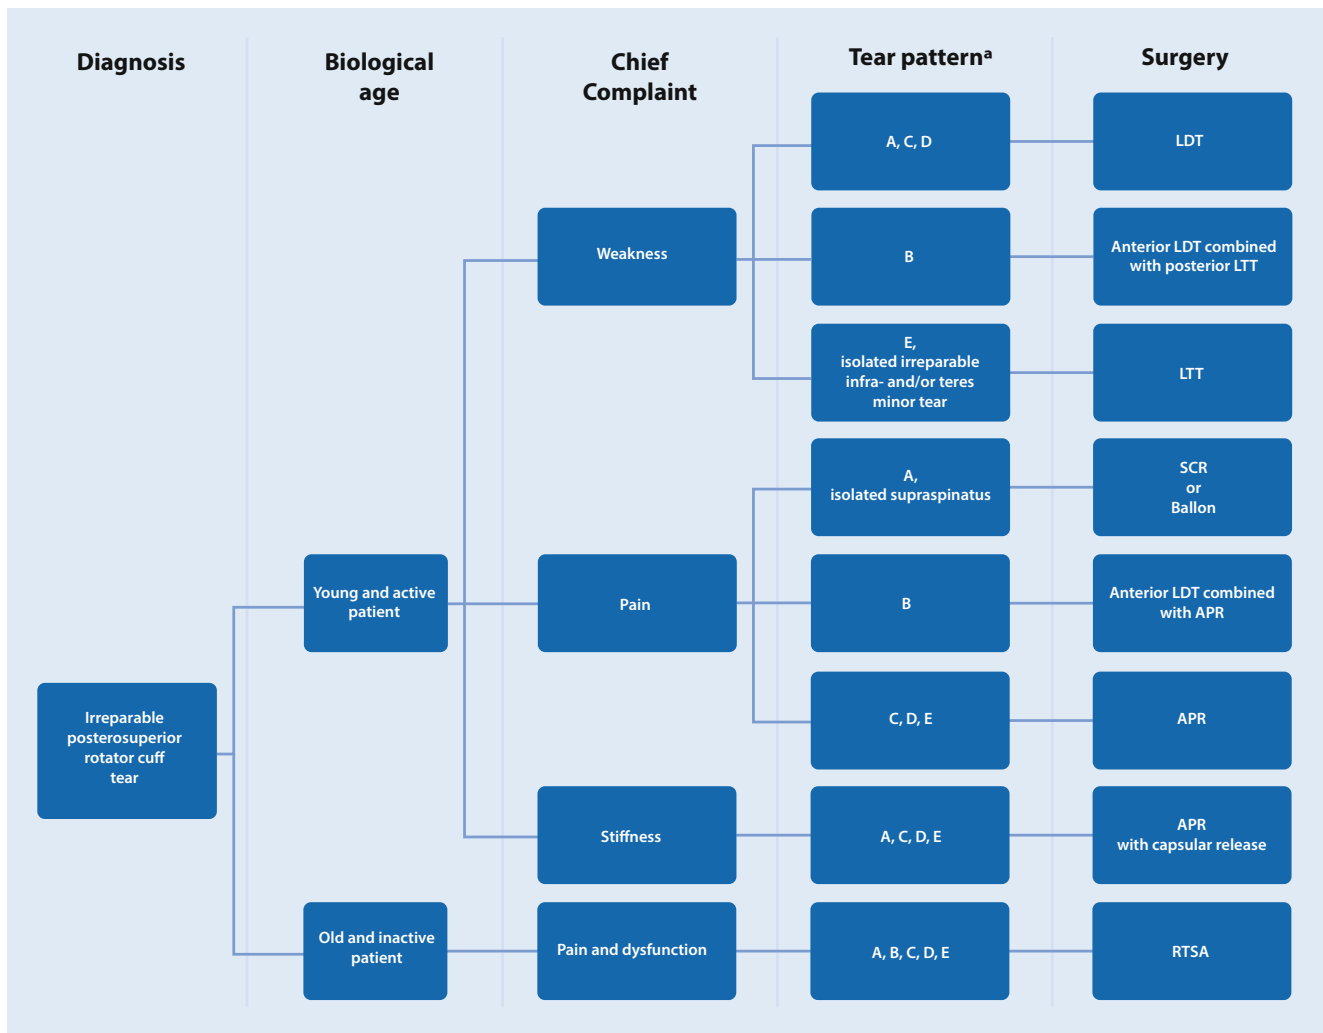 Diagnosis
Biological
age
Chief
Complaint
Tear patternᵃ
Surgery
A, C, D
LDT
Weakness
B
Anterior LDT combined
with posterior LTT
E,
isolated irreparable
infra- and/or teres
minor tear
LTT
A,
isolated supraspinatus
SCR
or
Ballon
Young and active
patient
Pain
B
Anterior LDT combined
with APR
Irreparable
posterosuperior
rotator cuff
tear
C, D, E
APR
Stiffness
A, C, D, E
APR
with capsular release
Old and inactive
patient
Pain and dysfunction
A, B, C, D, E
RTSA